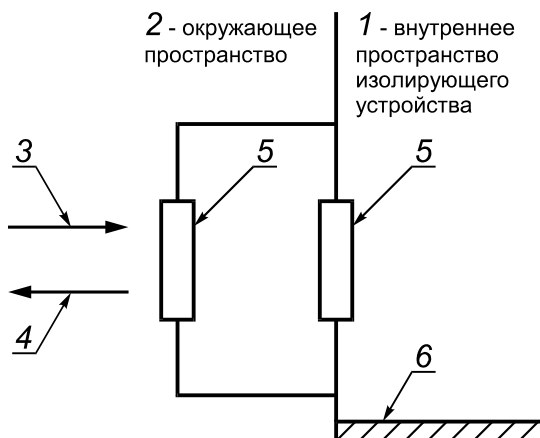 2 - окружающее
пространство
1 - внутреннее
пространство
изолирующего
устройства
3
5
5
4
6